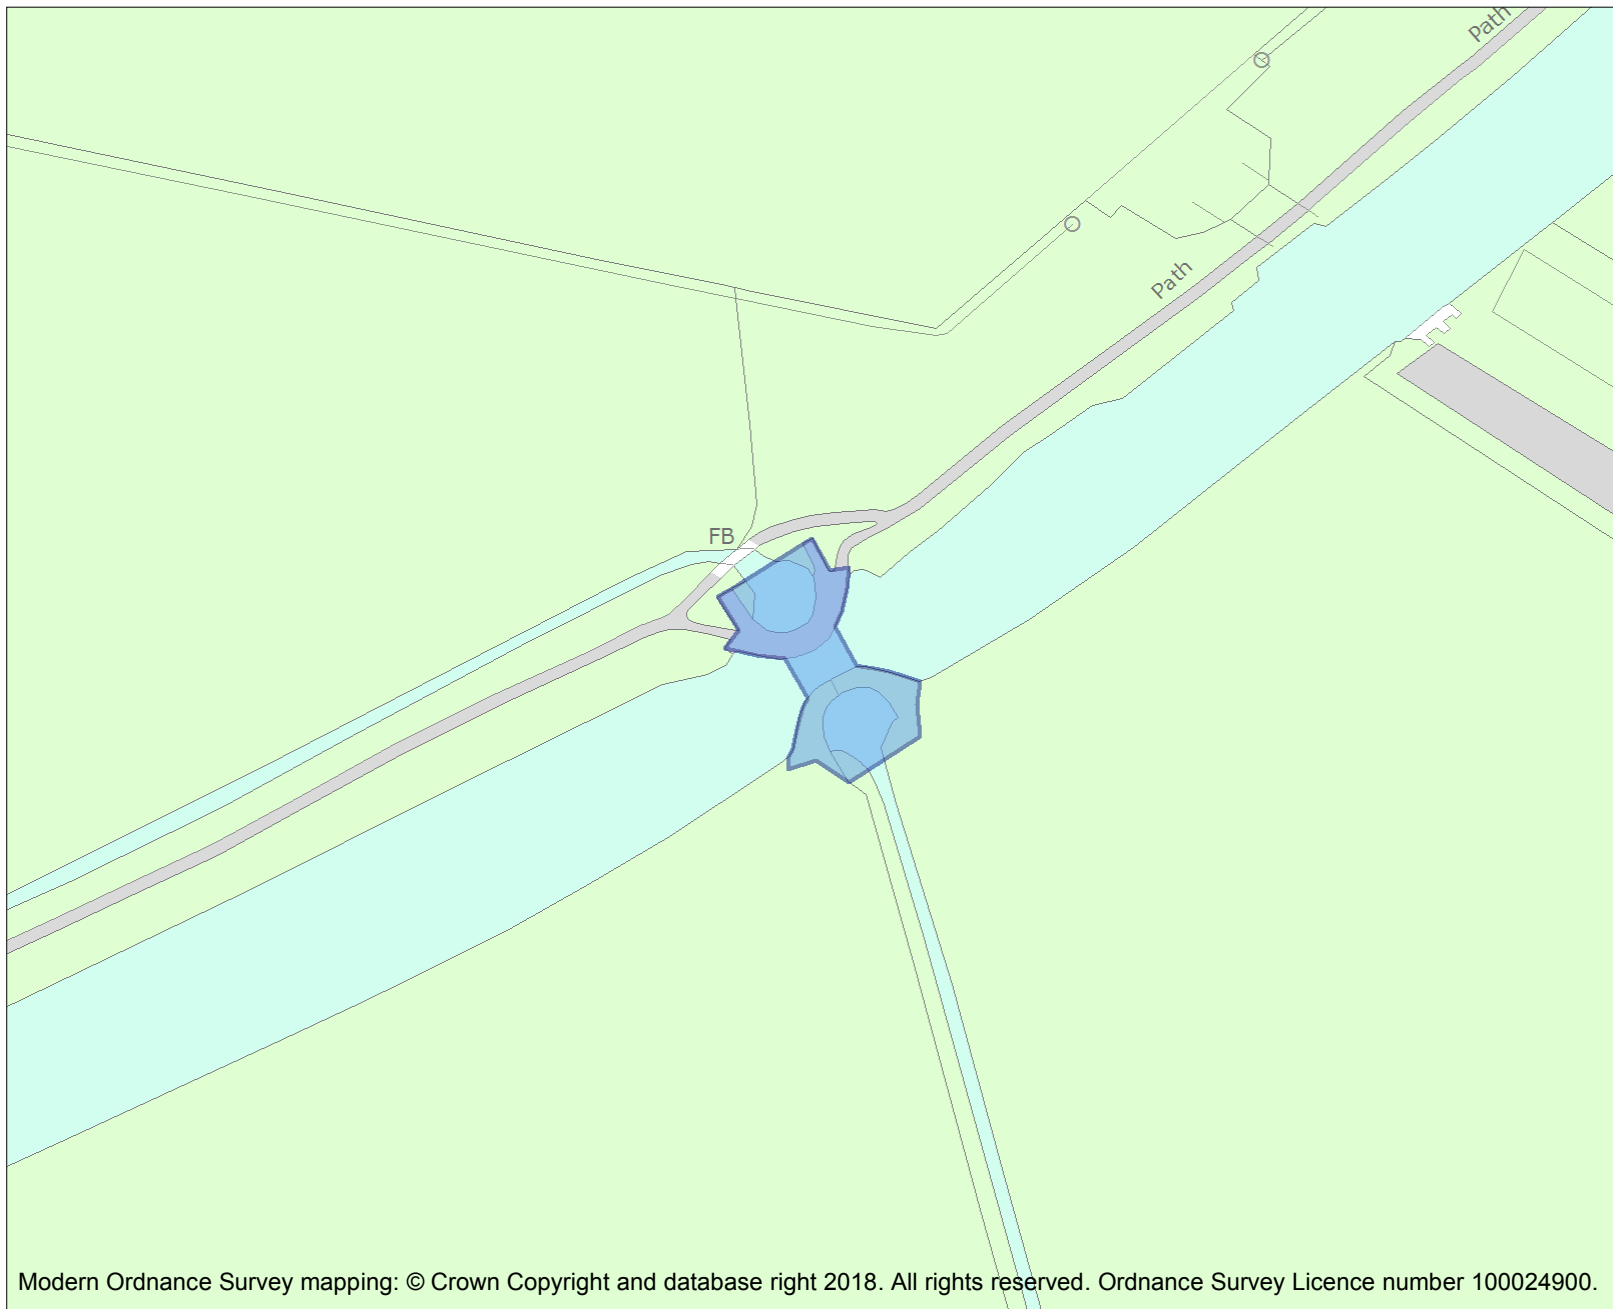 Path
Path
FB
Modern Ordnance Survey mapping: © Crown Copyright and database right 2018. All rights reserved. Ordnance Survey Licence number 100024900.